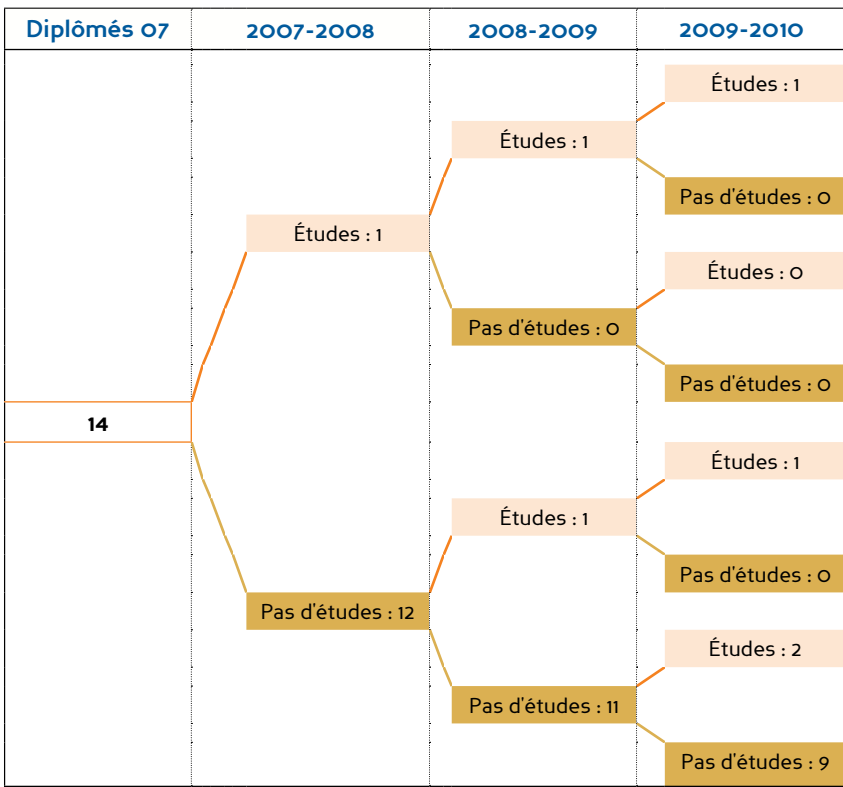 Diplômés 07 2007-2008 2008-2009 2009-2010
Études : 1
Études : 1
Pas d'études : 0
Études : 1
Études : 0
Pas d'études : 0
Pas d'études : 0
14
Études : 1
Études : 1
Pas d'études : 0
Pas d'études : 12
Études : 2
Pas d'études : 11
Pas d'études : 9